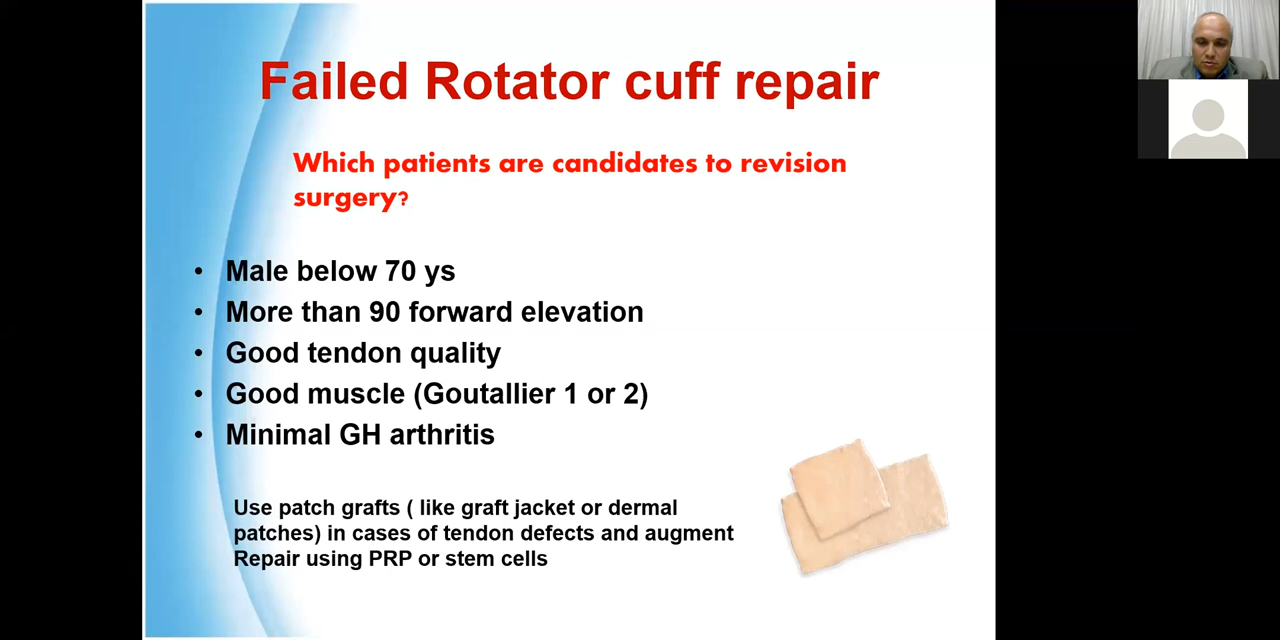 Failed Rotator cuff repair
Which patients are candidates to revision
surgery?
• Male below 70 ys
• More than 90 forward elevation
• Good tendon quality
• Good muscle (Goutallier 1 or 2)
• Minimal GH arthritis
Use patch grafts ( like graft jacket or dermal
patches) in cases of tendon defects and augment
Repair using PRP or stem cells